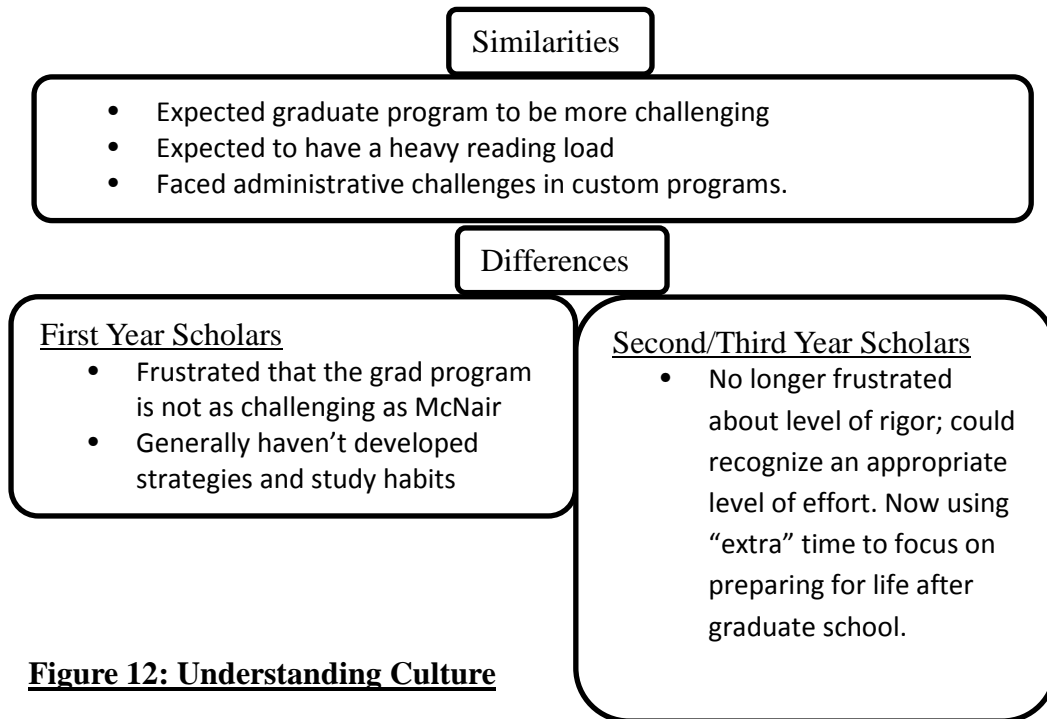 Similarities
• Expected graduate program to be more challenging
• Expected to have a heavy reading load
• Faced administrative challenges in custom programs.
Differences
First Year Scholars
• Frustrated that the grad program
is not as challenging as McNair
• Generally haven’t developed
strategies and study habits
Second/Third Year Scholars
• No longer frustrated
about level of rigor; could
recognize an appropriate
level of effort. Now using
“extra” time to focus on
preparing for life after
graduate school.
Figure 12: Understanding Culture